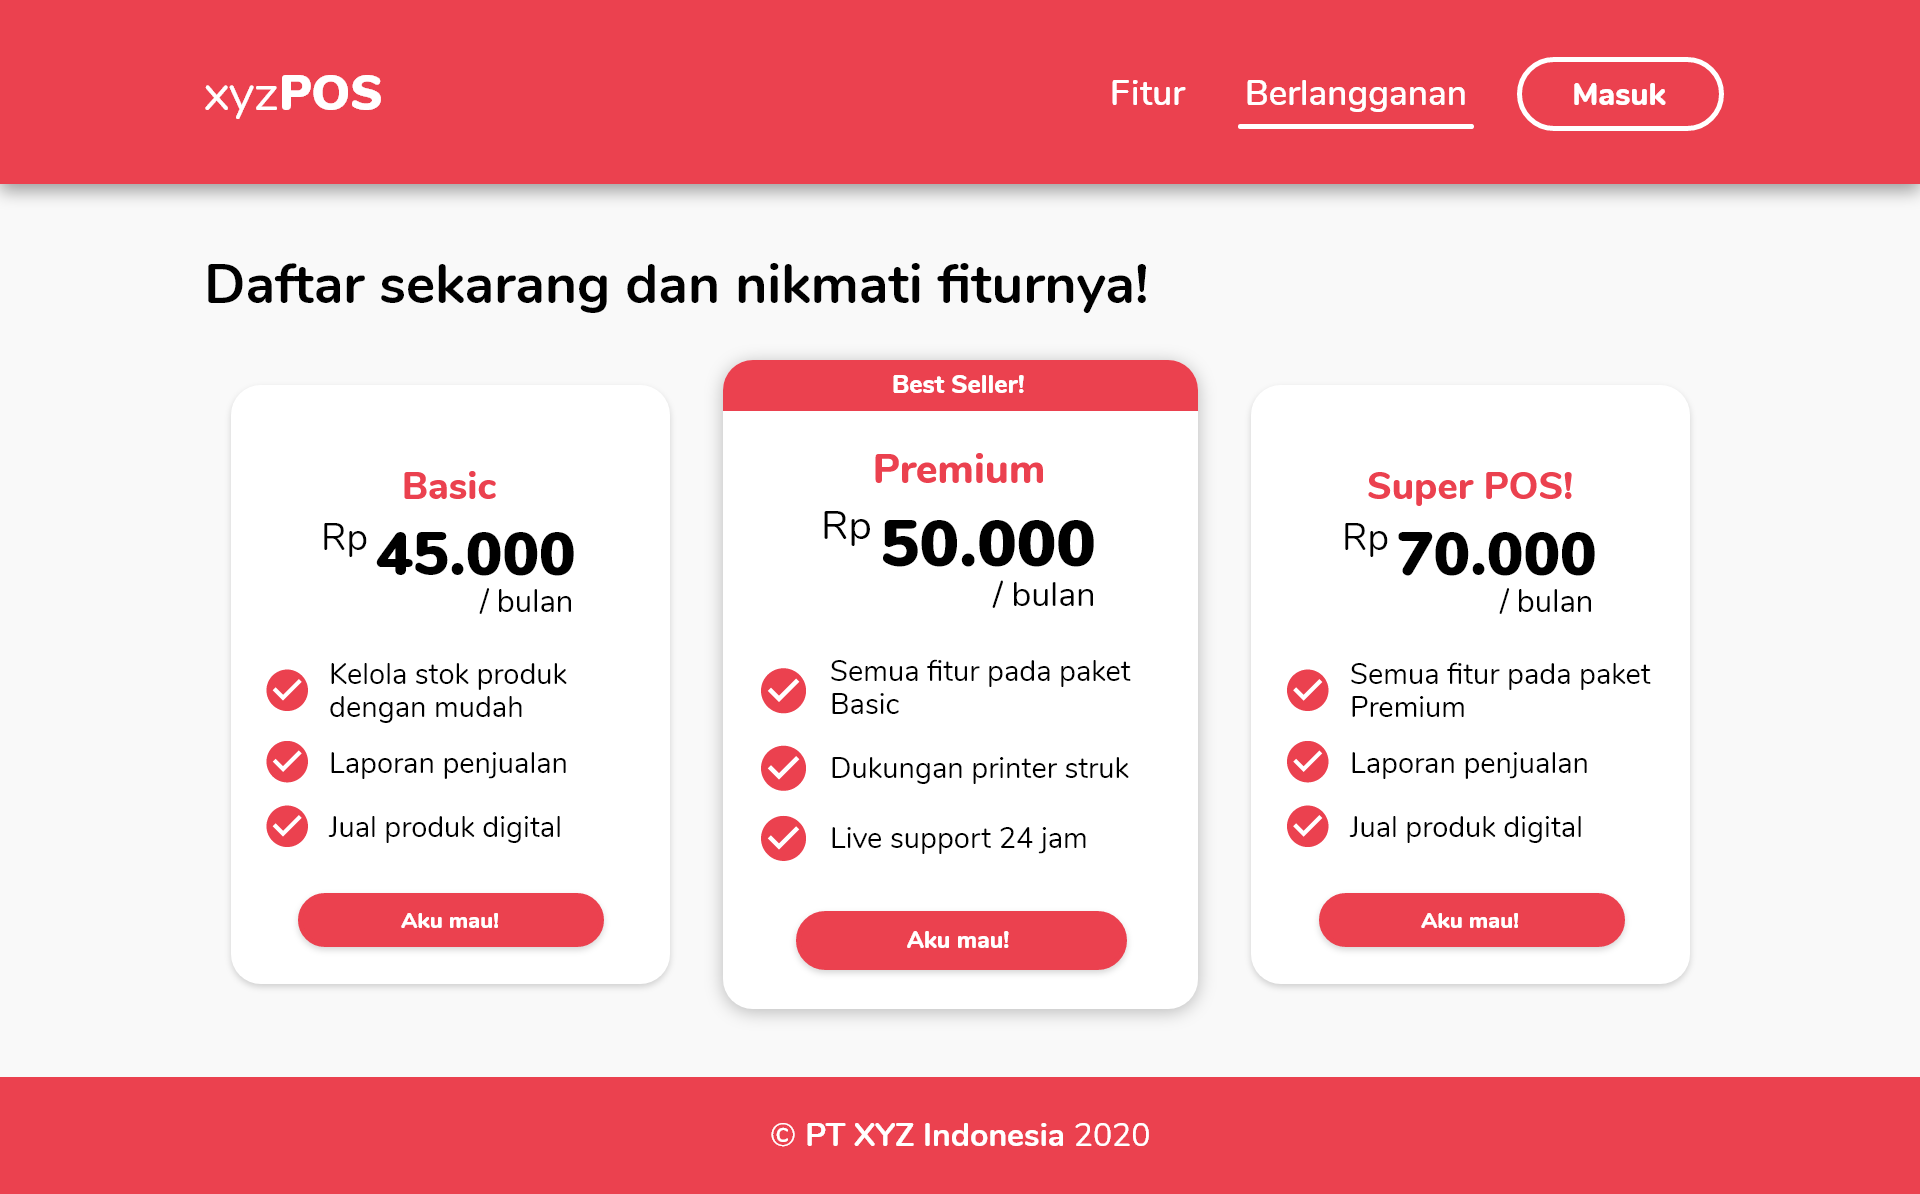 xyzPOS
Fitur
Berlangganan
Masuk
Daftar sekarang dan nikmati fiturnya!
Basic
Rp 45.000
/ bulan
Kelola stok produk
dengan mudah
Laporan penjualan
Jual produk digital
Aku mau!
Best Seller!
Premium
Rp 50.000
/ bulan
Semua fitur pada paket
Basic
Dukungan printer struk
Live support 24 jam
Aku mau!
Super POS!
Rp 70.000
/ bulan
Semua fitur pada paket
Premium
Laporan penjualan
Jual produk digital
Aku mau!
© PT XYZ Indonesia 2020